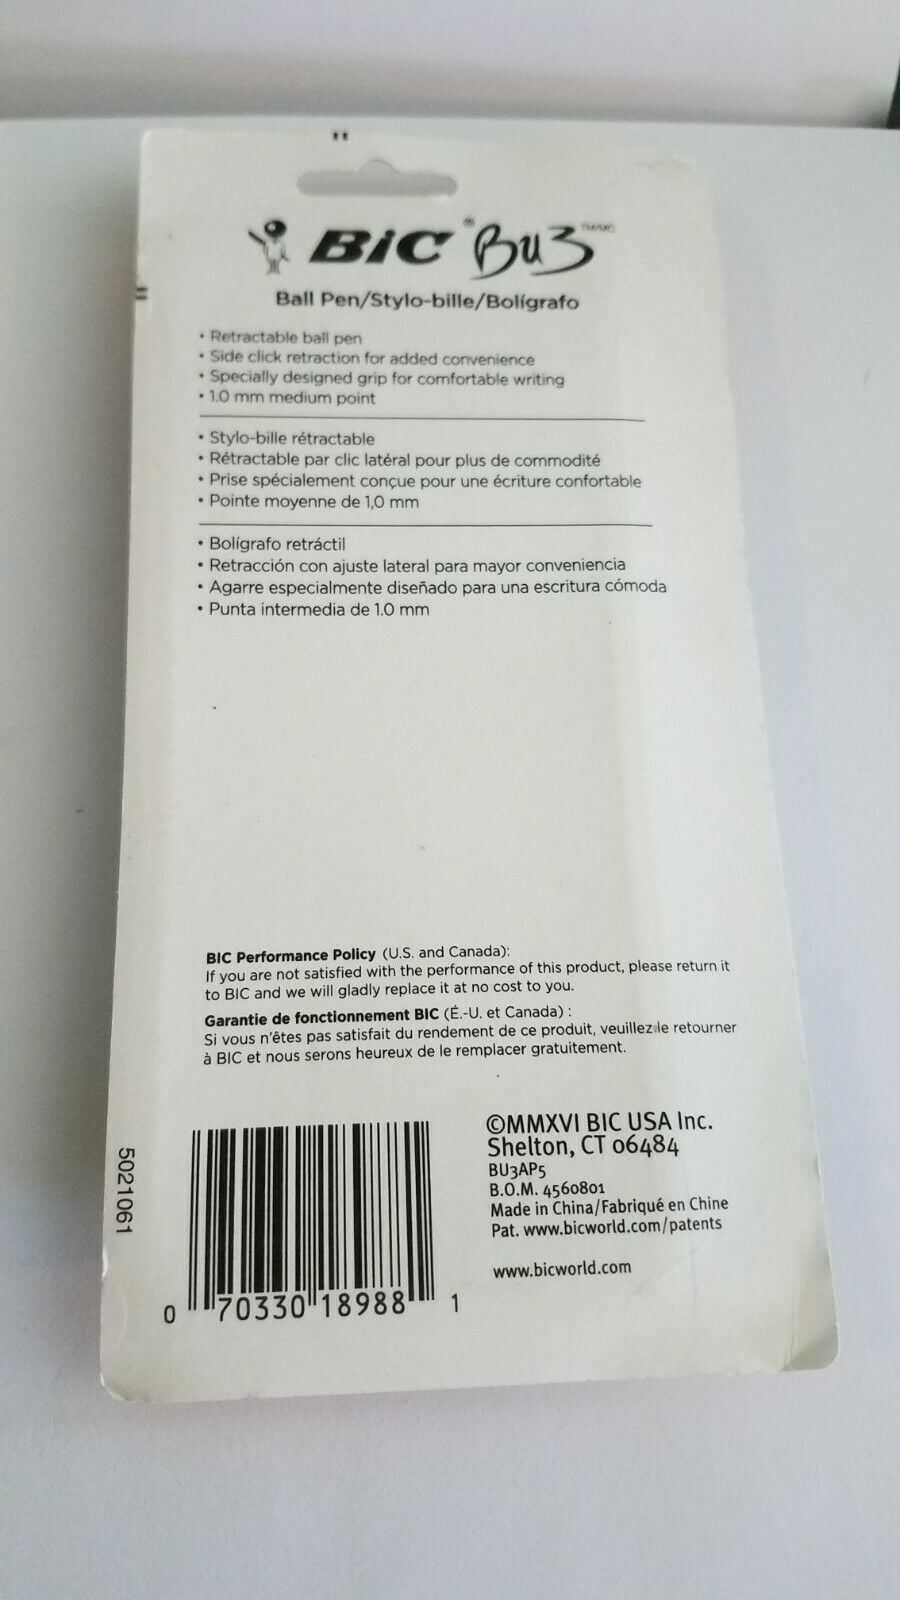 BiC® Bu3 TM/MC
Ball Pen/Stylo-bille/Bolígrafo
• Retractable ball pen
• Side click retraction for added convenience
• Specially designed grip for comfortable writing
• 1.0 mm medium point
• Stylo-bille rétractable
• Rétractable par clic latéral pour plus de commodité
• Prise spécialement conçue pour une écriture confortable
• Pointe moyenne de 1,0 mm
• Bolígrafo retráctil
• Retracción con ajuste lateral para mayor conveniencia
• Agarre especialmente diseñado para una escritura cómoda
• Punta intermedia de 1.0 mm
BIC Performance Policy (U.S. and Canada):
If you are not satisfied with the performance of this product, please return it
to BIC and we will gladly replace it at no cost to you.
Garantie de fonctionnement BIC (É.-U. et Canada) :
Si vous n'êtes pas satisfait du rendement de ce produit, veuillez le retourner
à BIC et nous serons heureux de le remplacer gratuitement.
5021061
0 70330 18988 1
©MMXVI BIC USA Inc.
Shelton, CT 06484
BU3AP5
B.O.M. 4560801
Made in China/Fabriqué en Chine
Pat. www.bicworld.com/patents
www.bicworld.com